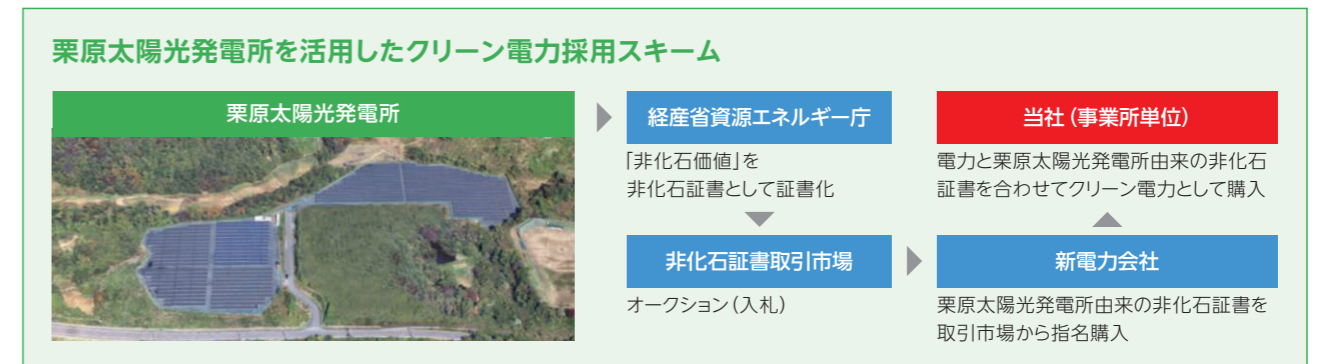 栗原太陽光発電所を活用したクリーン電力採用スキーム
栗原太陽光発電所
経産省資源エネルギー庁
「非化石価値」を
非化石証書として証書化
非化石証書取引市場
オークション（入札）
新電力会社
栗原太陽光発電所由来の非化石証書を
取引市場から指名購入
当社（事業所単位）
電力と栗原太陽光発電所由来の非化石
証書を合わせてクリーン電力として購入